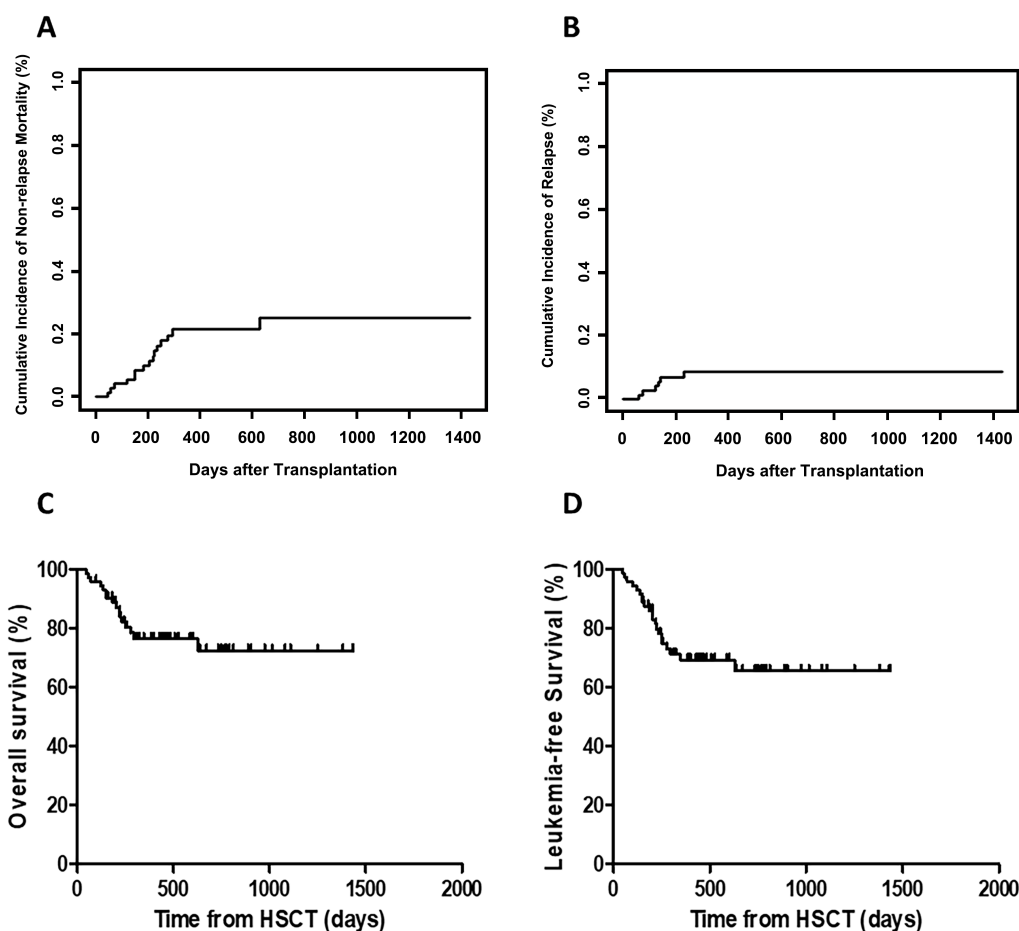 A
Cumulative Incidence of Non-relapse Mortality (%)
1.0
0.8
0.6
0.4
0.2
0.0
0 200 400 600 800 1000 1200 1400
Days after Transplantation
B
Cumulative Incidence of Relapse (%)
1.0
0.8
0.6
0.4
0.2
0.0
0 200 400 600 800 1000 1200 1400
Days after Transplantation
C
Overall survival (%)
100
80
60
40
20
0
0 500 1000 1500 2000
Time from HSCT (days)
D
Leukemia-free Survival (%)
100
80
60
40
20
0
0 500 1000 1500 2000
Time from HSCT (days)